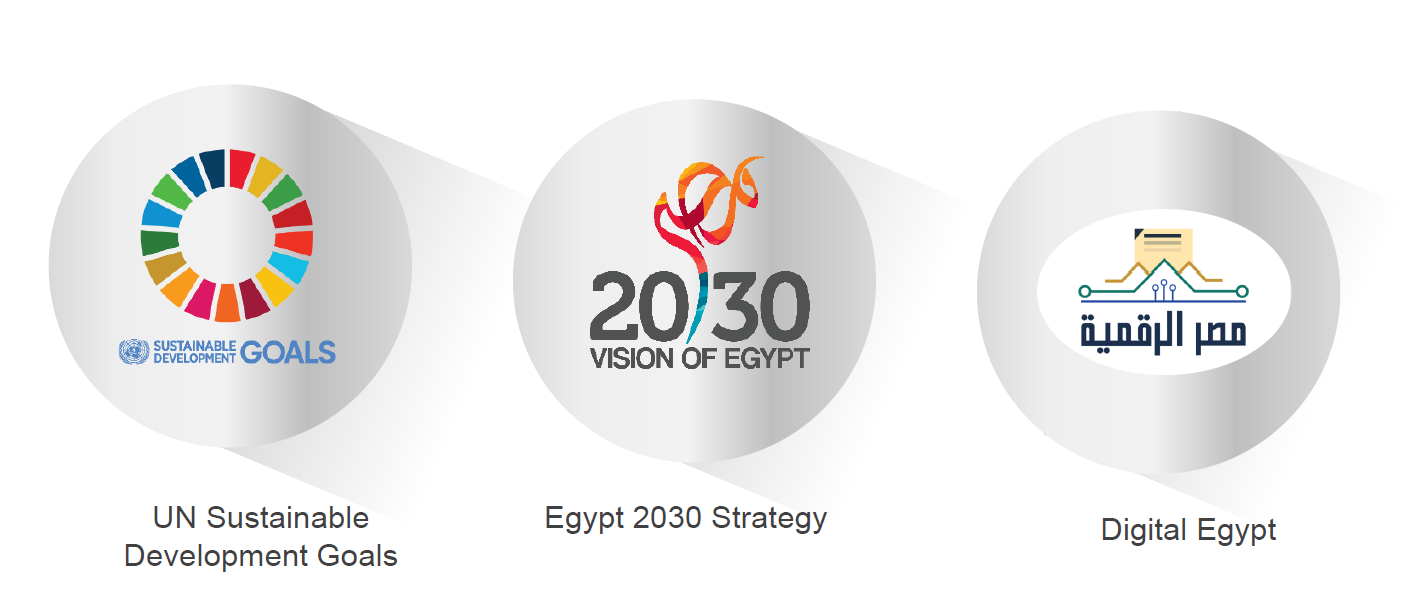 SUSTAINABLE
DEVELOPMENT
GOALS
2030
VISION OF EGYPT
مصر الرقمية
UN Sustainable
Development Goals
Egypt 2030 Strategy
Digital Egypt